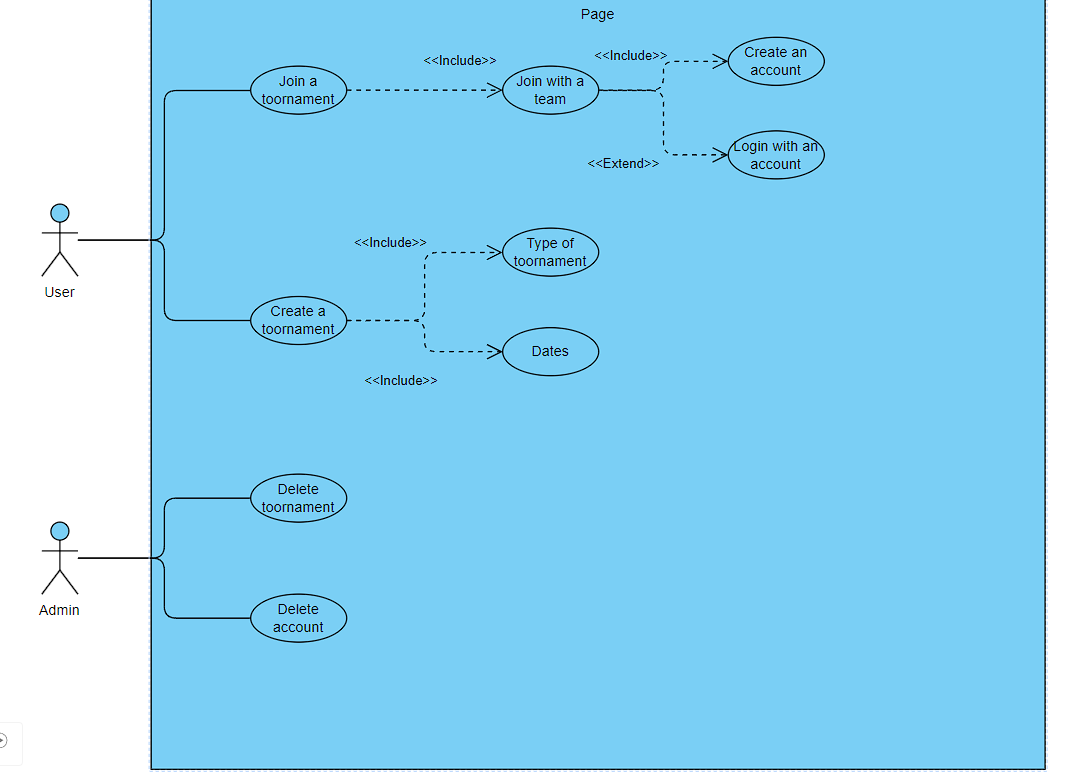 Page
<<Include>>
<<Include>>
Create an
account
Join a
toornament
Join with a
team
Login with an
account
<<Extend>>
User
<<Include>>
Type of
toornament
Create a
toornament
Dates
<<Include>>
Delete
toornament
Admin
Delete
account